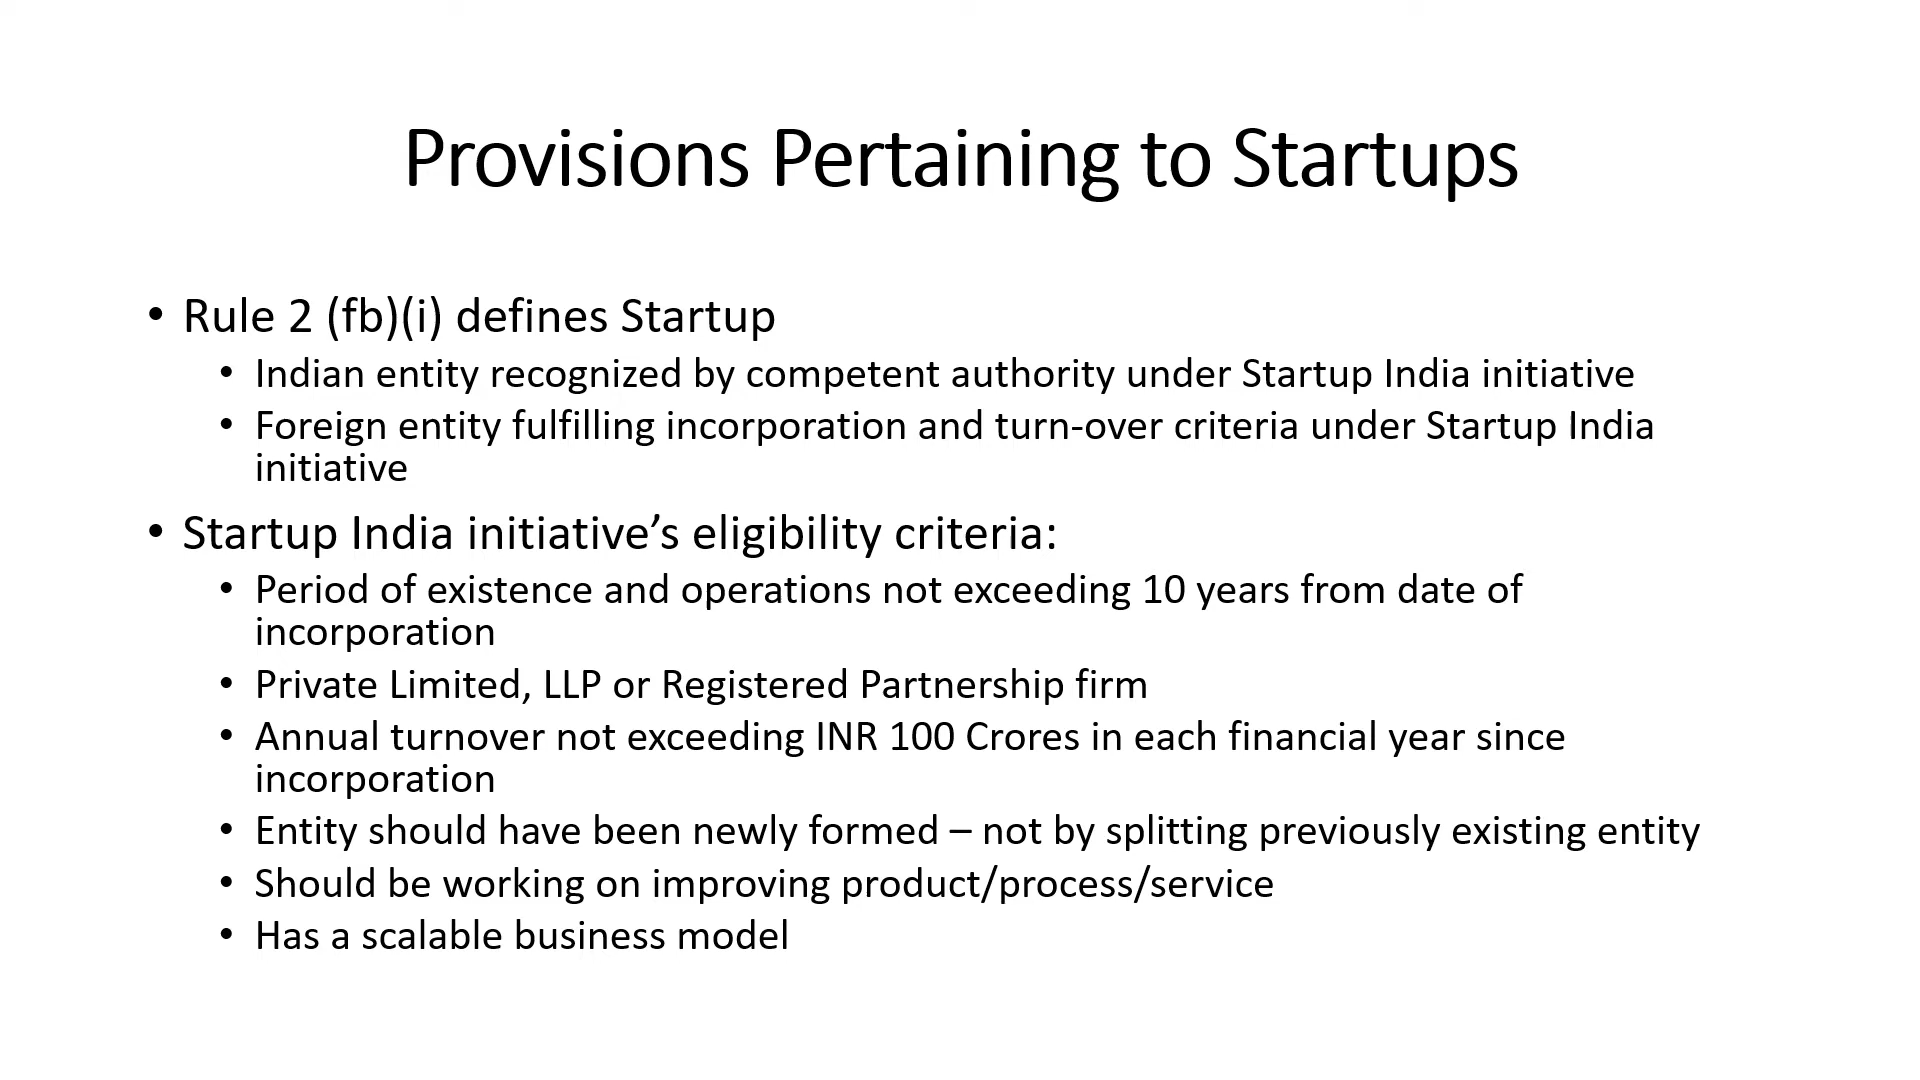 Provisions Pertaining to Startups
• Rule 2 (fb)(i) defines Startup
• Indian entity recognized by competent authority under Startup India initiative
• Foreign entity fulfilling incorporation and turn-over criteria under Startup India
initiative
• Startup India initiative’s eligibility criteria:
• Period of existence and operations not exceeding 10 years from date of
incorporation
• Private Limited, LLP or Registered Partnership firm
• Annual turnover not exceeding INR 100 Crores in each financial year since
incorporation
• Entity should have been newly formed – not by splitting previously existing entity
• Should be working on improving product/process/service
• Has a scalable business model